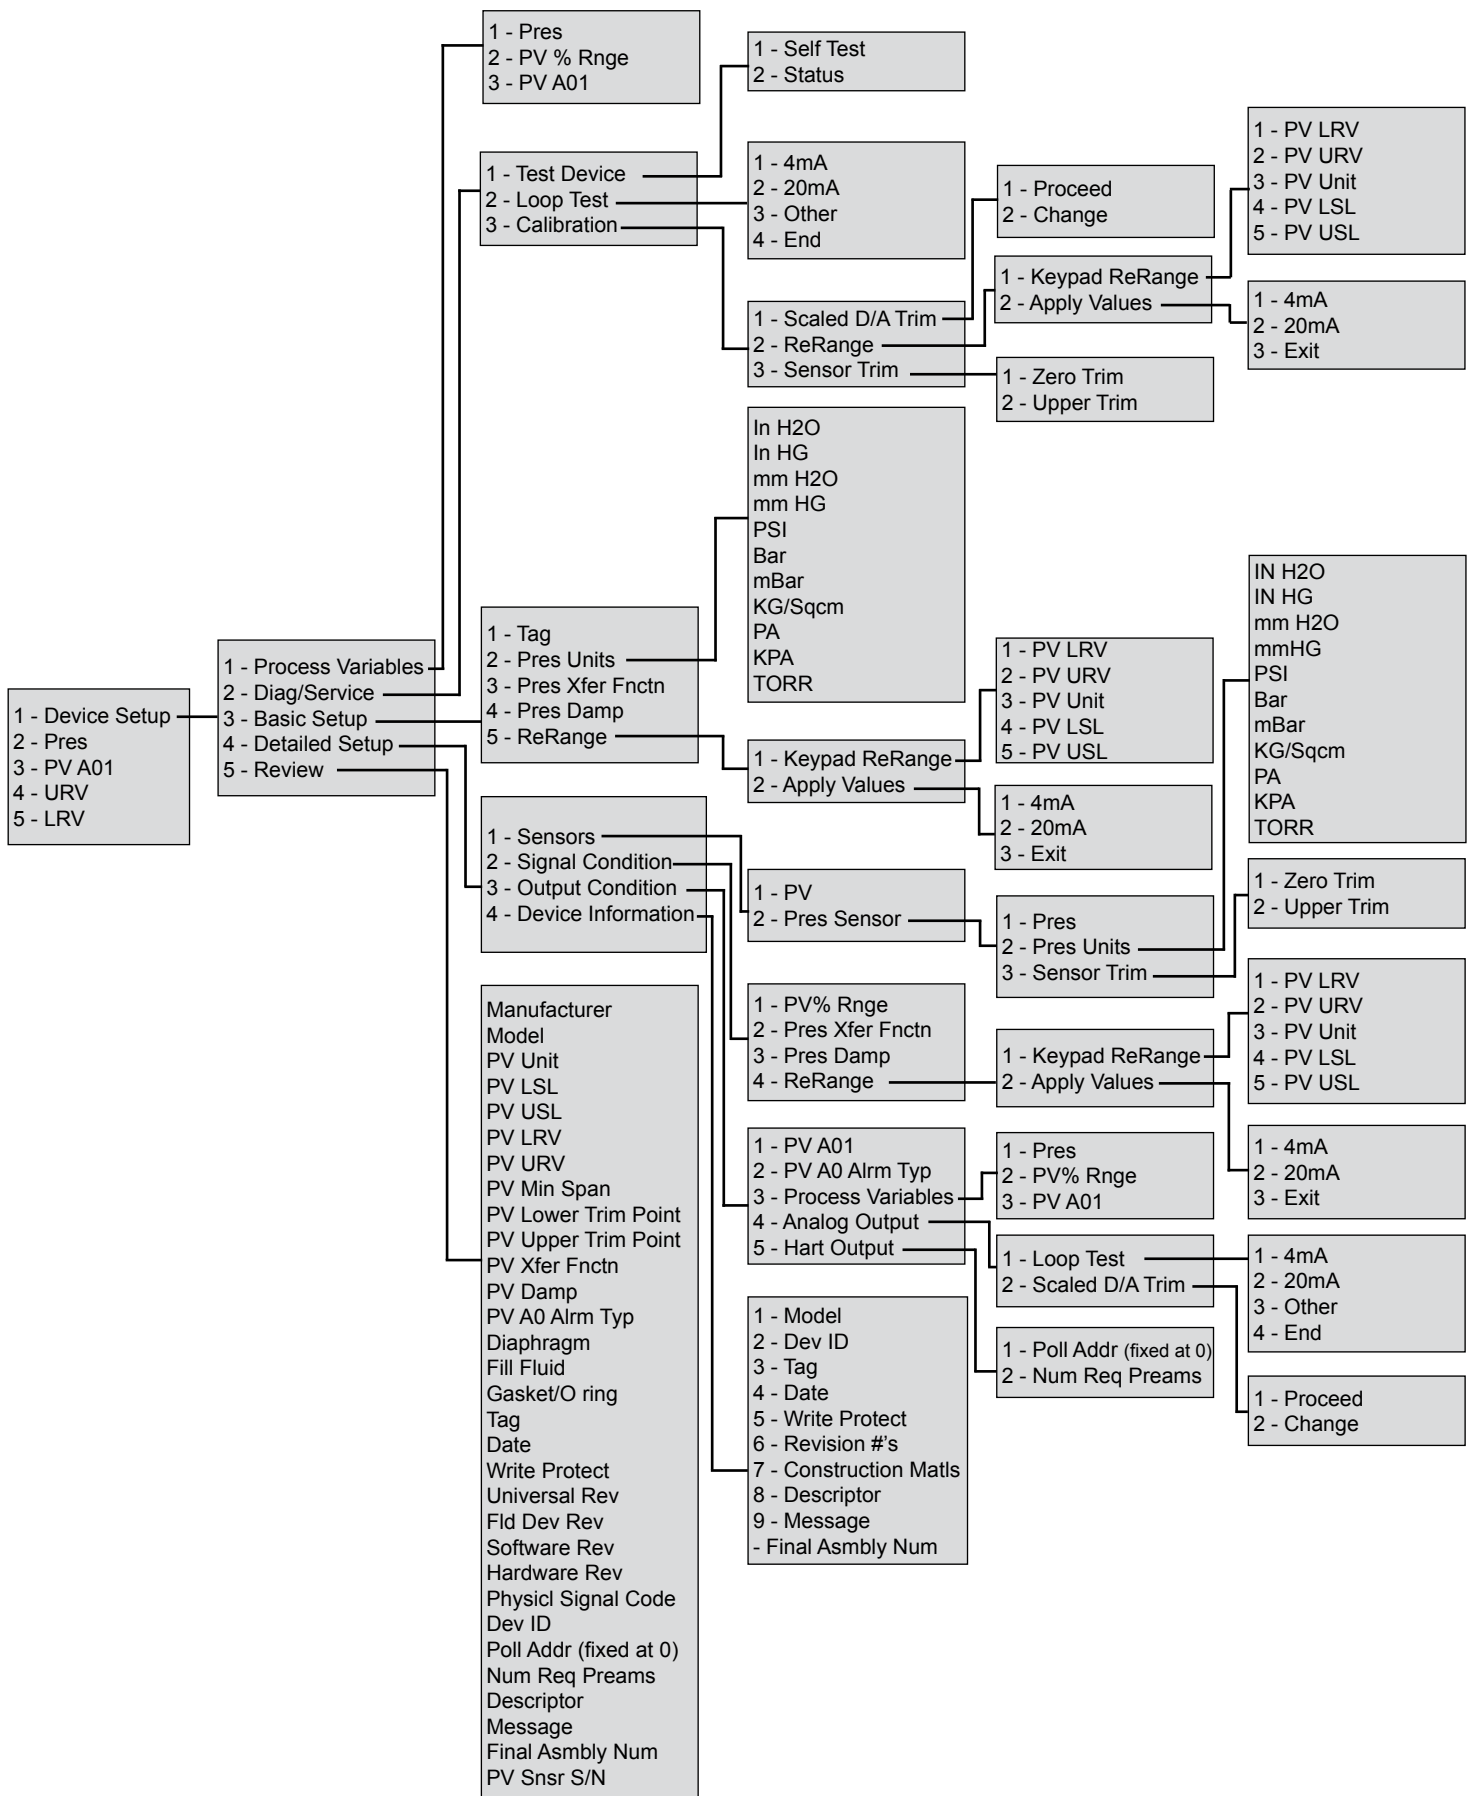 1 - Device Setup
2 - Pres
3 - PV A01
4 - URV
5 - LRV
1 - Process Variables
2 - Diag/Service
3 - Basic Setup
4 - Detailed Setup
5 - Review
1 - Pres
2 - PV % Rnge
3 - PV A01
1 - Test Device
2 - Loop Test
3 - Calibration
1 - Tag
2 - Pres Units
3 - Pres Xfer Fnctn
4 - Pres Damp
5 - ReRange
1 - Sensors
2 - Signal Condition
3 - Output Condition
4 - Device Information
Manufacturer
Model
PV Unit
PV LSL
PV USL
PV LRV
PV URV
PV Min Span
PV Lower Trim Point
PV Upper Trim Point
PV Xfer Fnctn
PV Damp
PV A0 Alrm Typ
Diaphragm
Fill Fluid
Gasket/O ring
Tag
Date
Write Protect
Universal Rev
Fld Dev Rev
Software Rev
Hardware Rev
Physicl Signal Code
Dev ID
Poll Addr (fixed at 0)
Num Req Preams
Descriptor
Message
Final Asmbly Num
PV Snsr S/N
1 - Self Test
2 - Status
1 - 4mA
2 - 20mA
3 - Other
4 - End
1 - Scaled D/A Trim
2 - ReRange
3 - Sensor Trim
In H2O
In HG
mm H2O
mm HG
PSI
Bar
mBar
KG/Sqcm
PA
KPA
TORR
1 - Keypad ReRange
2 - Apply Values
1 - PV
2 - Pres Sensor
1 - PV% Rnge
2 - Pres Xfer Fnctn
3 - Pres Damp
4 - ReRange
1 - PV A01
2 - PV A0 Alrm Typ
3 - Process Variables
4 - Analog Output
5 - Hart Output
1 - Model
2 - Dev ID
3 - Tag
4 - Date
5 - Write Protect
6 - Revision #'s
7 - Construction Matls
8 - Descriptor
9 - Message
- Final Asmbly Num
1 - Proceed
2 - Change
1 - Keypad ReRange
2 - Apply Values
1 - Zero Trim
2 - Upper Trim
1 - PV LRV
2 - PV URV
3 - PV Unit
4 - PV LSL
5 - PV USL
1 - 4mA
2 - 20mA
3 - Exit
1 - Pres
2 - Pres Units
3 - Sensor Trim
1 - Keypad ReRange
2 - Apply Values
1 - Pres
2 - PV% Rnge
3 - PV A01
1 - Loop Test
2 - Scaled D/A Trim
1 - Poll Addr (fixed at 0)
2 - Num Req Preams
1 - PV LRV
2 - PV URV
3 - PV Unit
4 - PV LSL
5 - PV USL
1 - 4mA
2 - 20mA
3 - Exit
IN H2O
IN HG
mm H2O
mmHG
PSI
Bar
mBar
KG/Sqcm
PA
KPA
TORR
1 - Zero Trim
2 - Upper Trim
1 - PV LRV
2 - PV URV
3 - PV Unit
4 - PV LSL
5 - PV USL
1 - 4mA
2 - 20mA
3 - Exit
1 - 4mA
2 - 20mA
3 - Other
4 - End
1 - Proceed
2 - Change